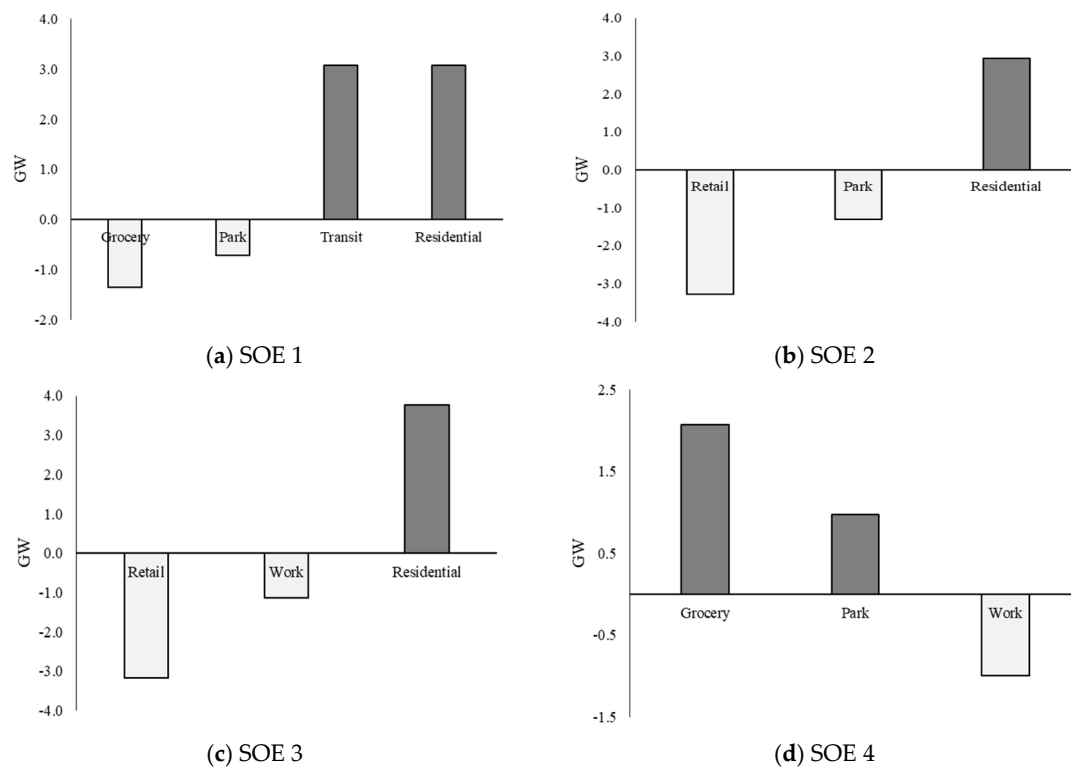 4.0
3.0
2.0
1.0
0.0
-1.0
-2.0
GW
Grocery
Park
Transit
Residential
(a) SOE 1
4.0
3.0
2.0
1.0
0.0
-1.0
-2.0
-3.0
-4.0
GW
Retail
Park
Residential
(b) SOE 2
4.0
3.0
2.0
1.0
0.0
-1.0
-2.0
-3.0
-4.0
GW
Retail
Work
Residential
(c) SOE 3
2.5
1.5
0.5
-0.5
-1.5
GW
Grocery
Park
Work
(d) SOE 4